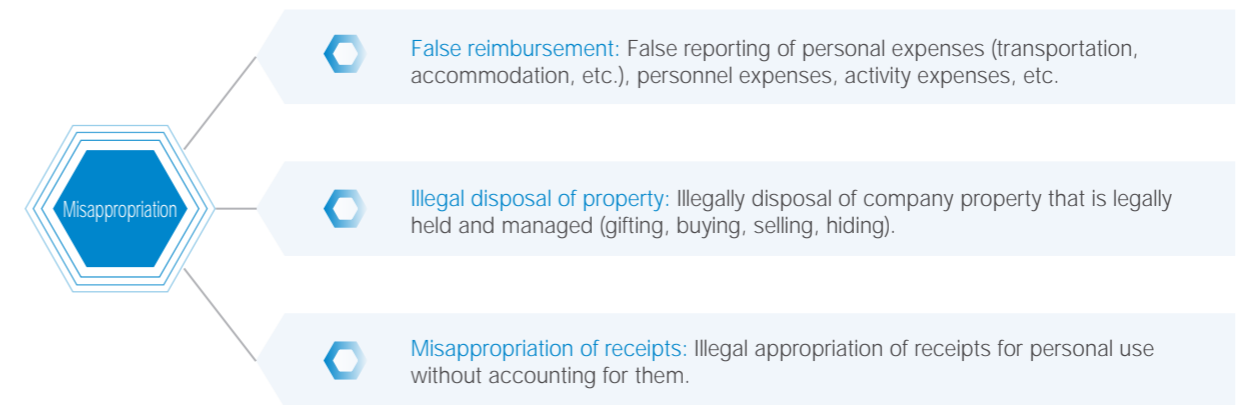 False reimbursement: False reporting of personal expenses (transportation,
accommodation, etc.), personnel expenses, activity expenses, etc.
Misappropriation
Illegal disposal of property: Illegally disposal of company property that is legally
held and managed (gifting, buying, selling, hiding).
Misappropriation of receipts: Illegal appropriation of receipts for personal use
without accounting for them.